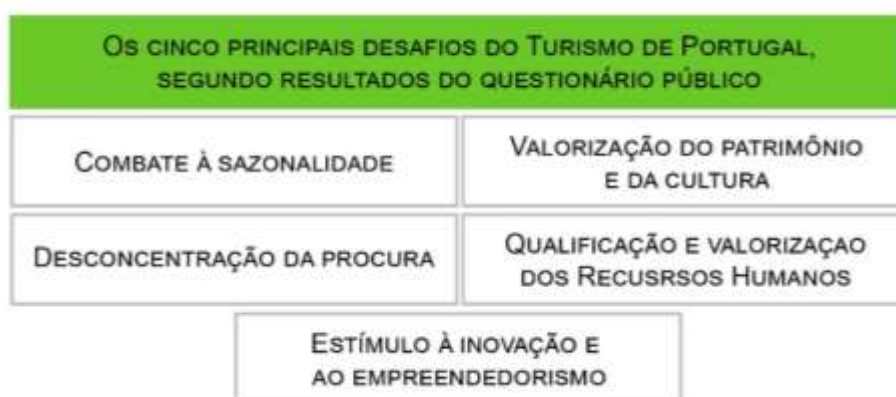 OS CINCO PRINCIPAIS DESAFIOS DO TURISMO DE PORTUGAL,
SEGUNDO RESULTADOS DO QUESTIONÁRIO PÚBLICO
COMBATE À SAZONALIDADE
VALORIZAÇÃO DO PATRIMÔNIO
E DA CULTURA
DESCONCENTRAÇÃO DA PROCURA
QUALIFICAÇÃO E VALORIZAÇAO
DOS RECUSRSOS HUMANOS
ESTÍMULO À INOVAÇÃO E
AO EMPREENDEDORISMO